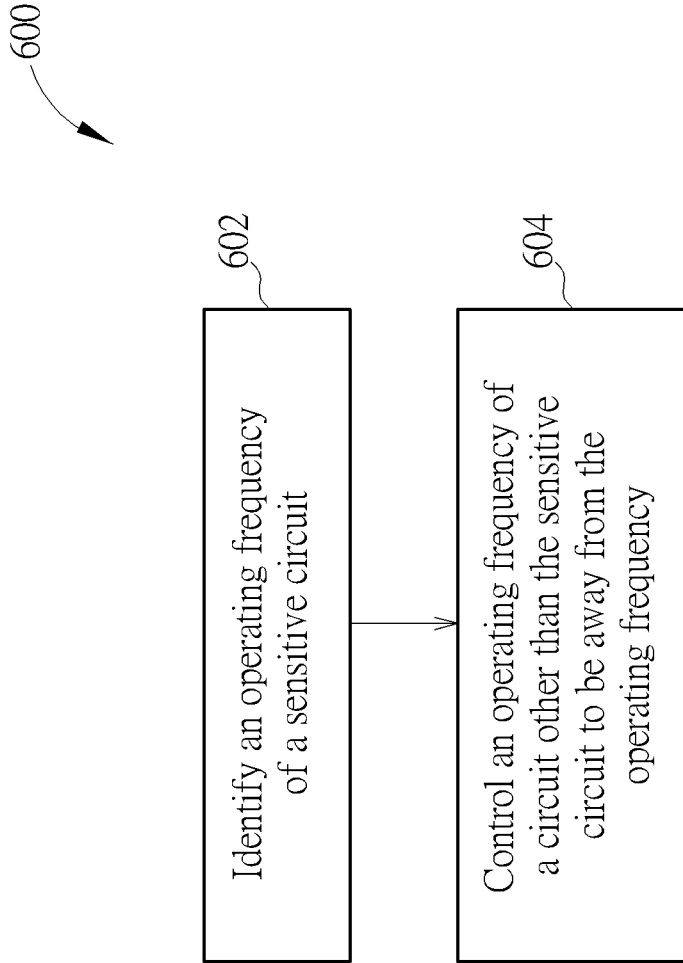 600
602
Identify an operating frequency
of a sensitive circuit
604
Control an operating frequency of
a circuit other than the sensitive
circuit to be away from the
operating frequency